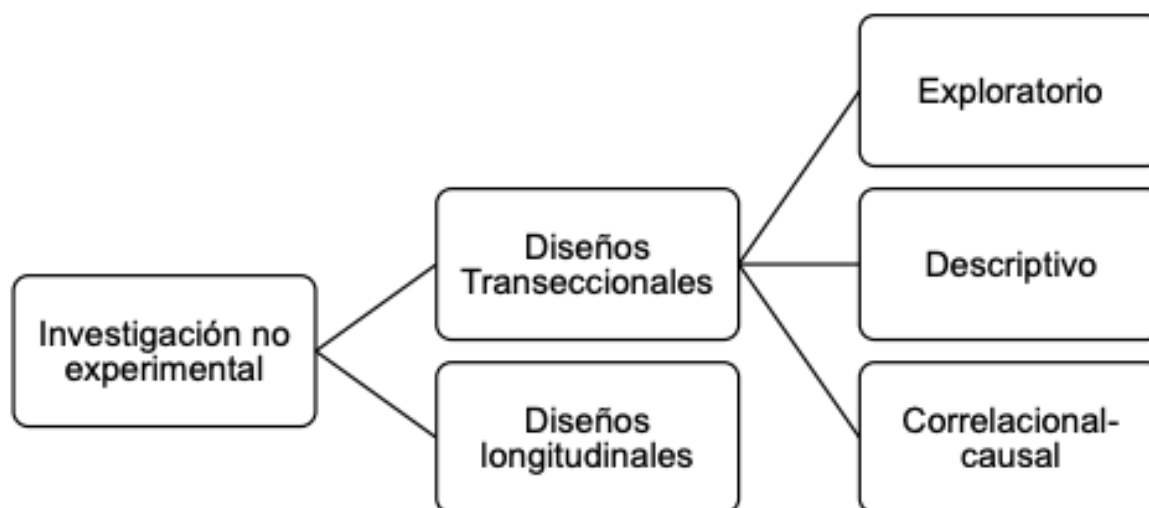 Investigación no
experimental
Diseños
Transeccionales
Diseños
longitudinales
Exploratorio
Descriptivo
Correlacional-
causal